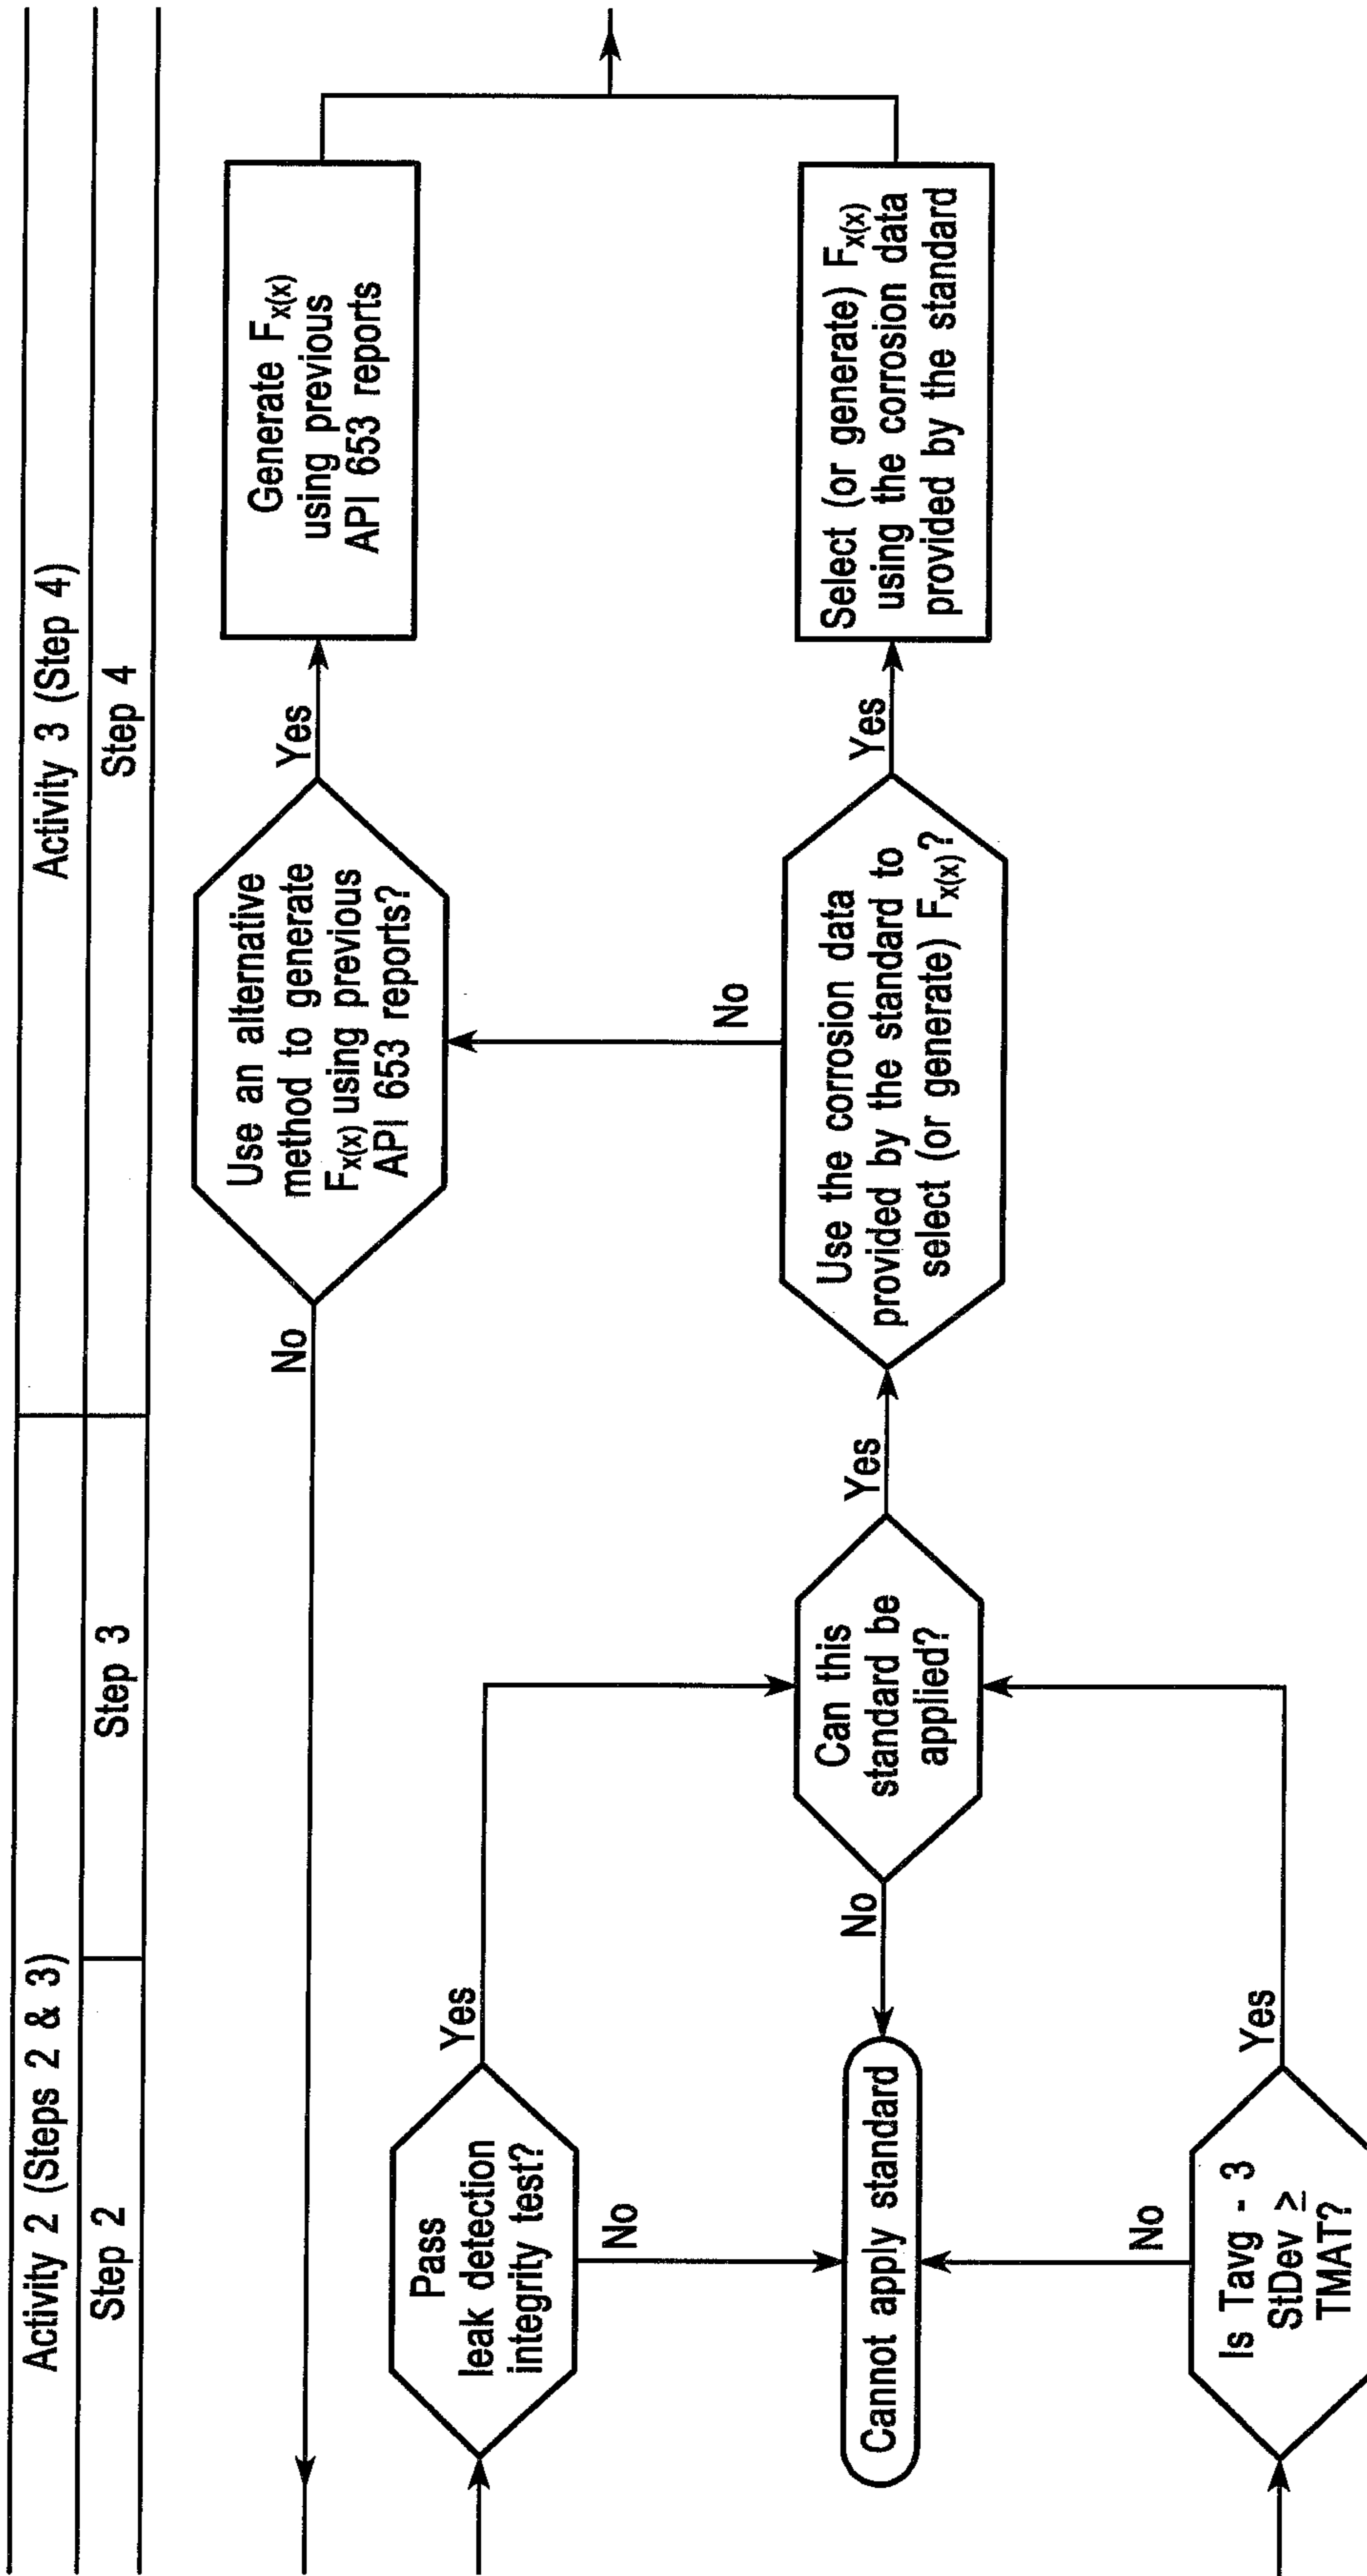 Activity 2 (Steps 2 & 3)
Activity 3 (Step 4)
Step 2
Step 3
Step 4
Pass
leak detection
integrity test?
Yes
No
Cannot apply standard
Is Tavg - 3
StDev ≥
TMAT?
Yes
No
Can this
standard be
applied?
No
Yes
Use an alternative
method to generate
Fx(x) using previous
API 653 reports?
No
Yes
Use the corrosion data
provided by the standard to
select (or generate) Fx(x)?
No
Yes
Generate Fx(x)
using previous
API 653 reports
Select (or generate) Fx(x)
using the corrosion data
provided by the standard